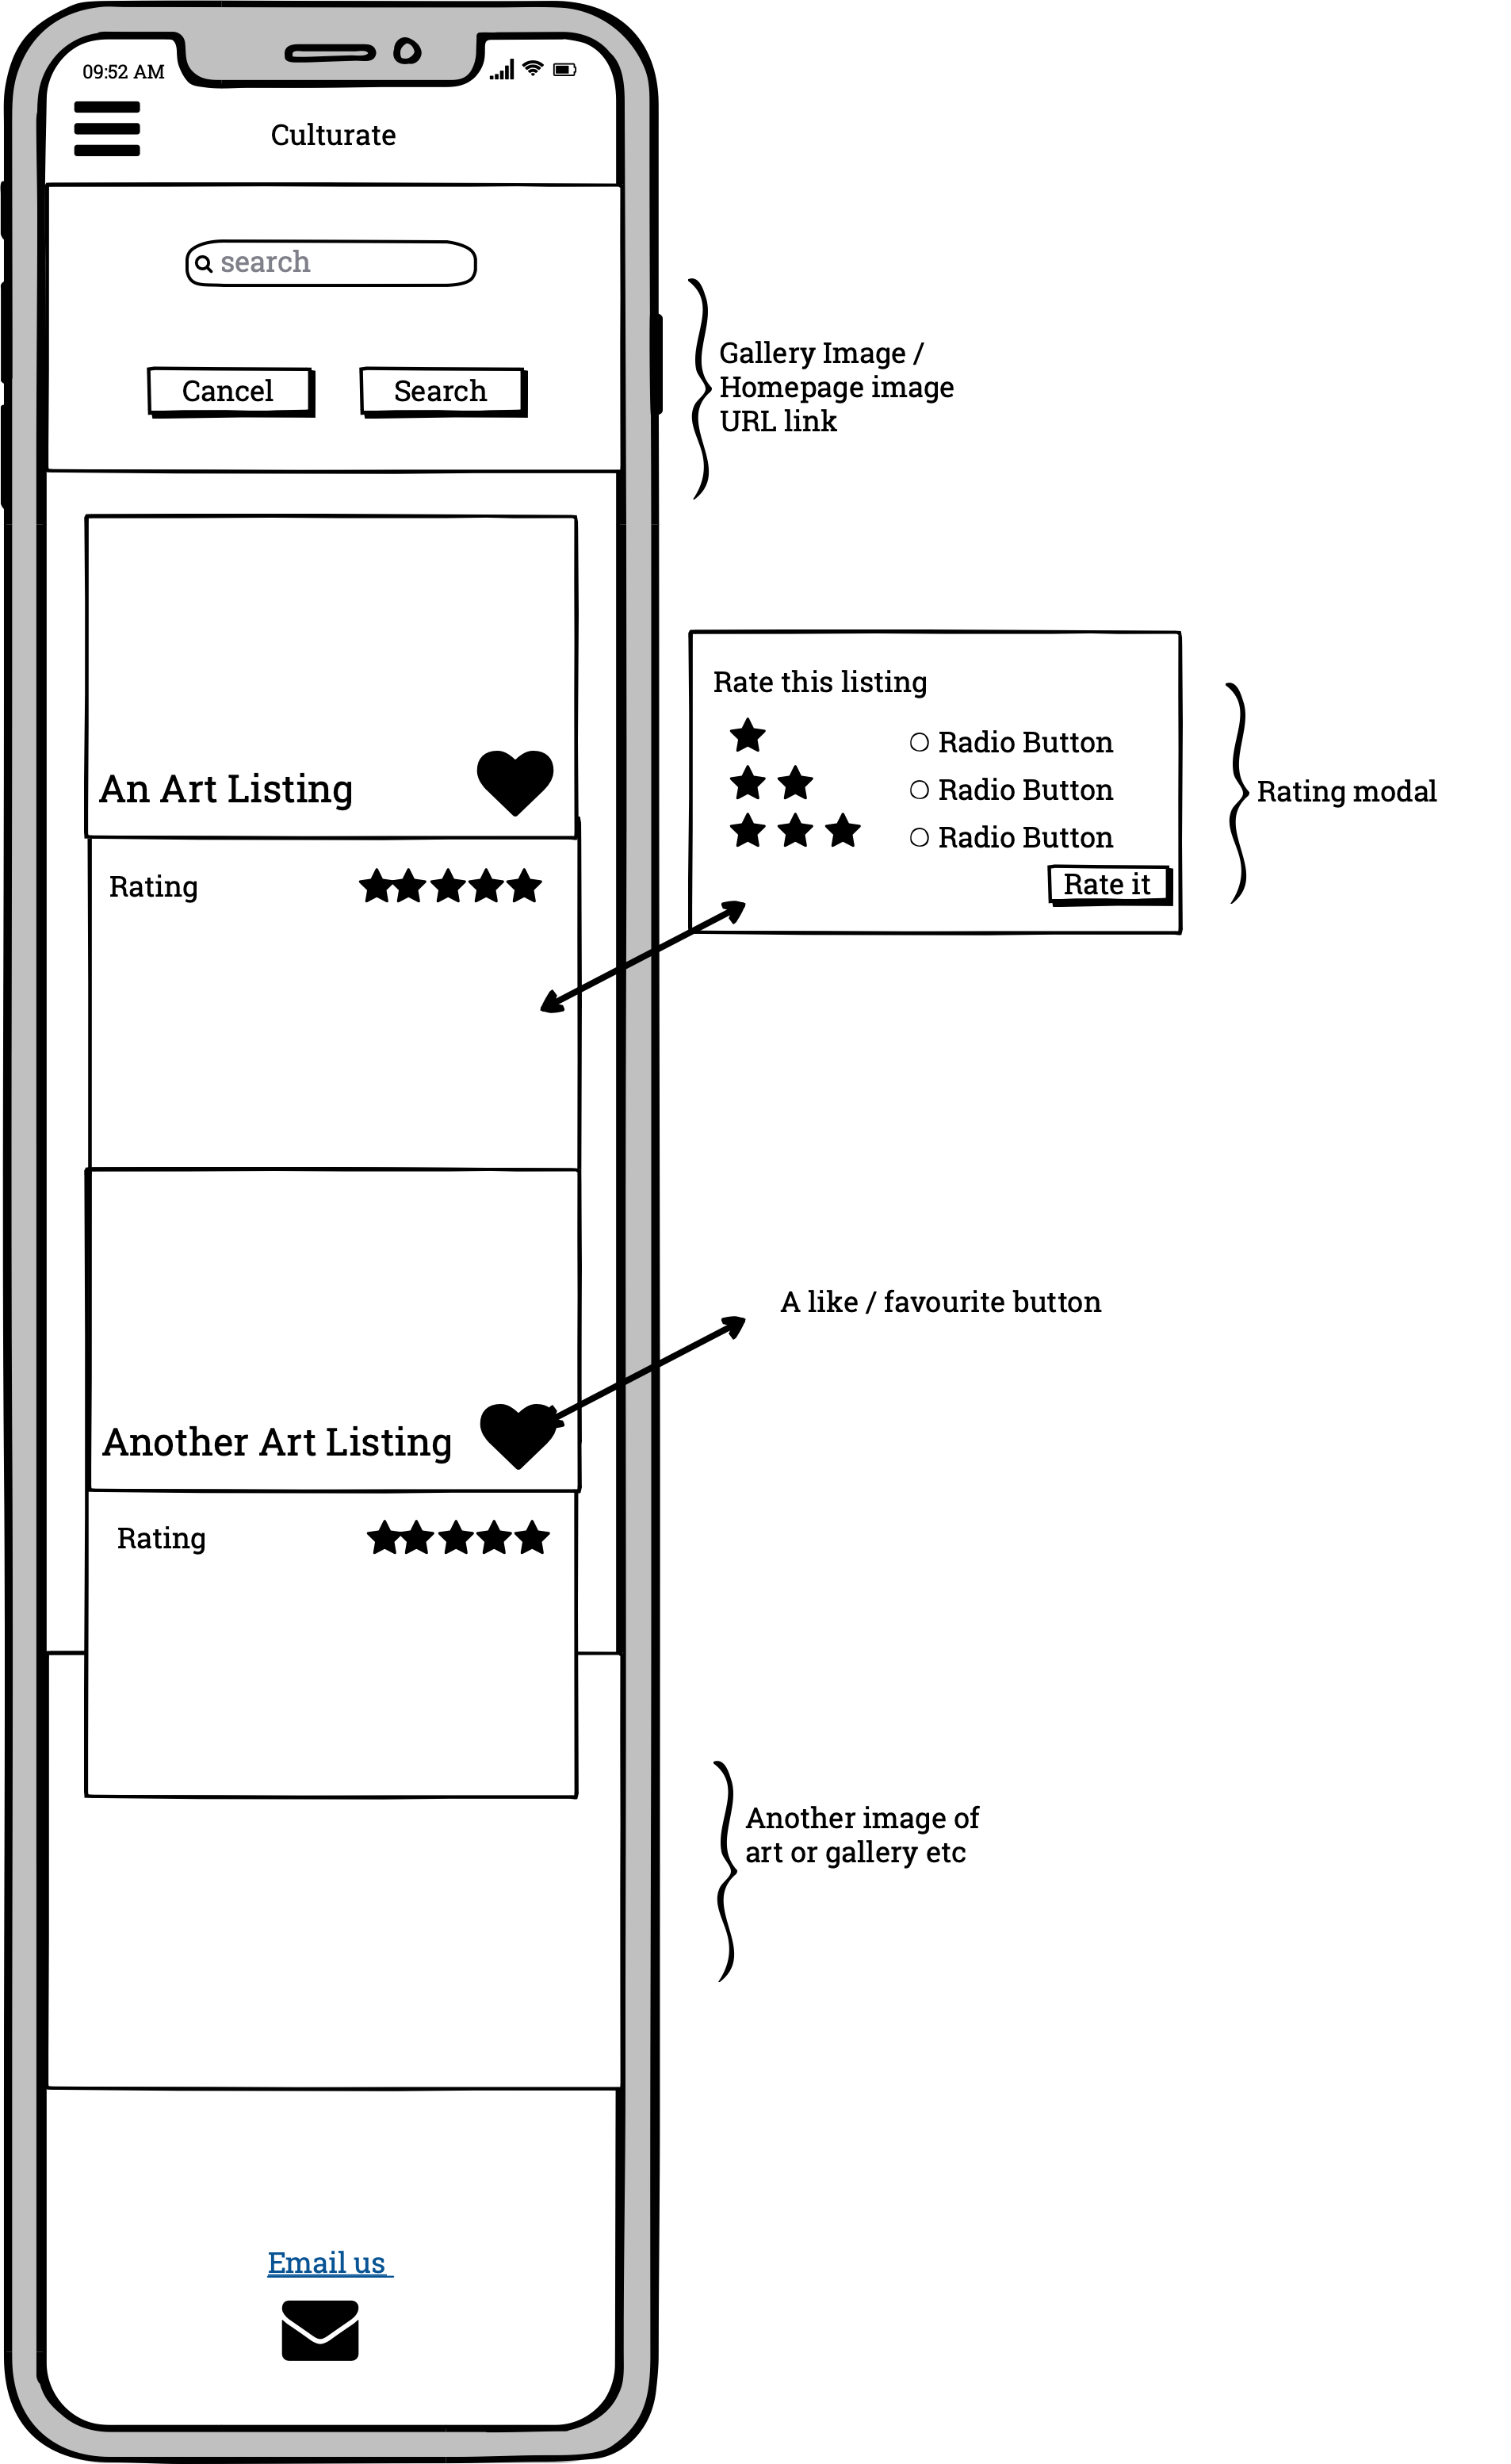 09:52 AM
Culturate
search
Cancel
Search
Gallery Image /
Homepage image
URL link
An Art Listing
Rating
Rate this listing
Radio Button
Radio Button
Radio Button
Rate it
Rating modal
A like / favourite button
Another Art Listing
Rating
Another image of
art or gallery etc
Email us